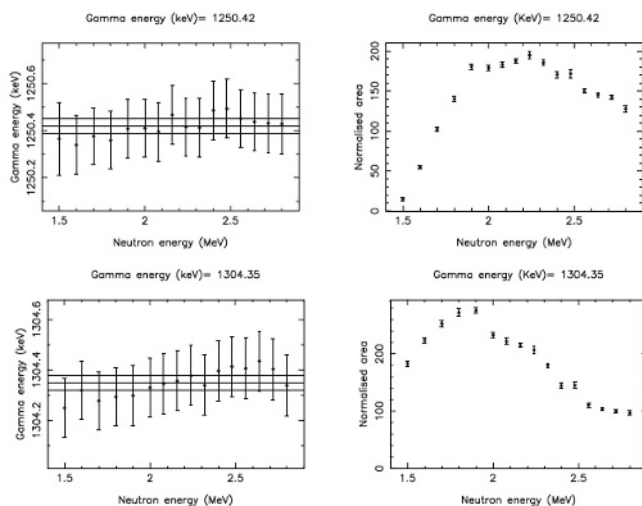 Gamma energy (keV)= 1250.42
Gamma energy (keV)
1250.2 1250.4 1250.6
1.5 2 2.5
Neutron energy (MeV)
Gamma energy (KeV)= 1250.42
Normalised area
0 50 100 150 200
1.5 2 2.5
Neutron energy (MeV)
Gamma energy (keV)= 1304.35
Gamma energy (keV)
1304.2 1304.4 1304.6
1.5 2 2.5
Neutron energy (MeV)
Gamma energy (KeV)= 1304.35
Normalised area
0 100 200
1.5 2 2.5
Neutron energy (MeV)